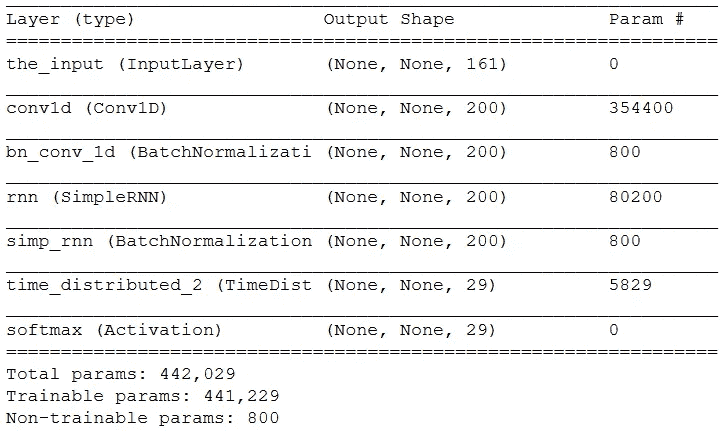 Layer (type) Output Shape Param #
the_input (InputLayer) (None, None, 161) 0
conv1d (Conv1D) (None, None, 200) 354400
bn_conv_1d (BatchNormalizati (None, None, 200) 800
rnn (SimpleRNN) (None, None, 200) 80200
simp_rnn (BatchNormalization (None, None, 200) 800
time_distributed_2 (TimeDist (None, None, 29) 5829
softmax (Activation) (None, None, 29) 0
Total params: 442,029
Trainable params: 441,229
Non-trainable params: 800